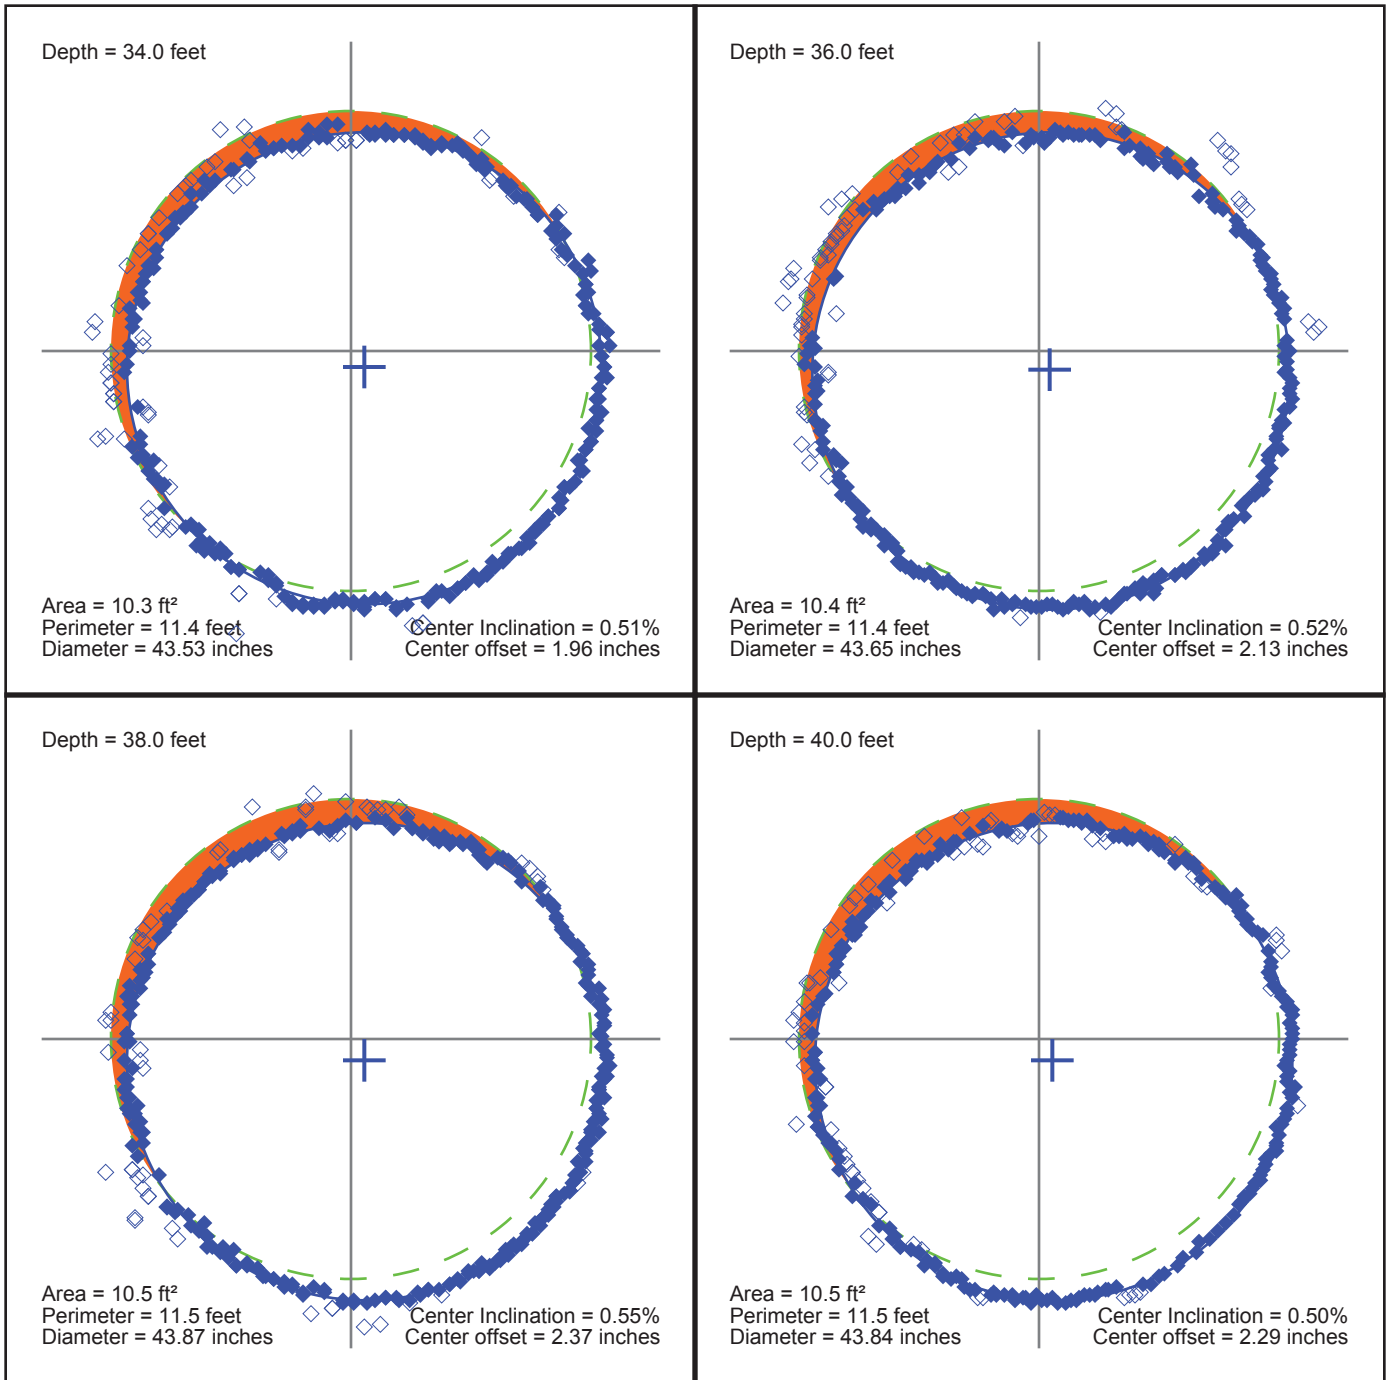 Depth = 34.0 feet
Area = 10.3 ft²
Perimeter = 11.4 feet
Diameter = 43.53 inches
Center Inclination = 0.51%
Center offset = 1.96 inches
Depth = 36.0 feet
Area = 10.4 ft²
Perimeter = 11.4 feet
Diameter = 43.65 inches
Center Inclination = 0.52%
Center offset = 2.13 inches
Depth = 38.0 feet
Area = 10.5 ft²
Perimeter = 11.5 feet
Diameter = 43.87 inches
Center Inclination = 0.55%
Center offset = 2.37 inches
Depth = 40.0 feet
Area = 10.5 ft²
Perimeter = 11.5 feet
Diameter = 43.84 inches
Center Inclination = 0.50%
Center offset = 2.29 inches